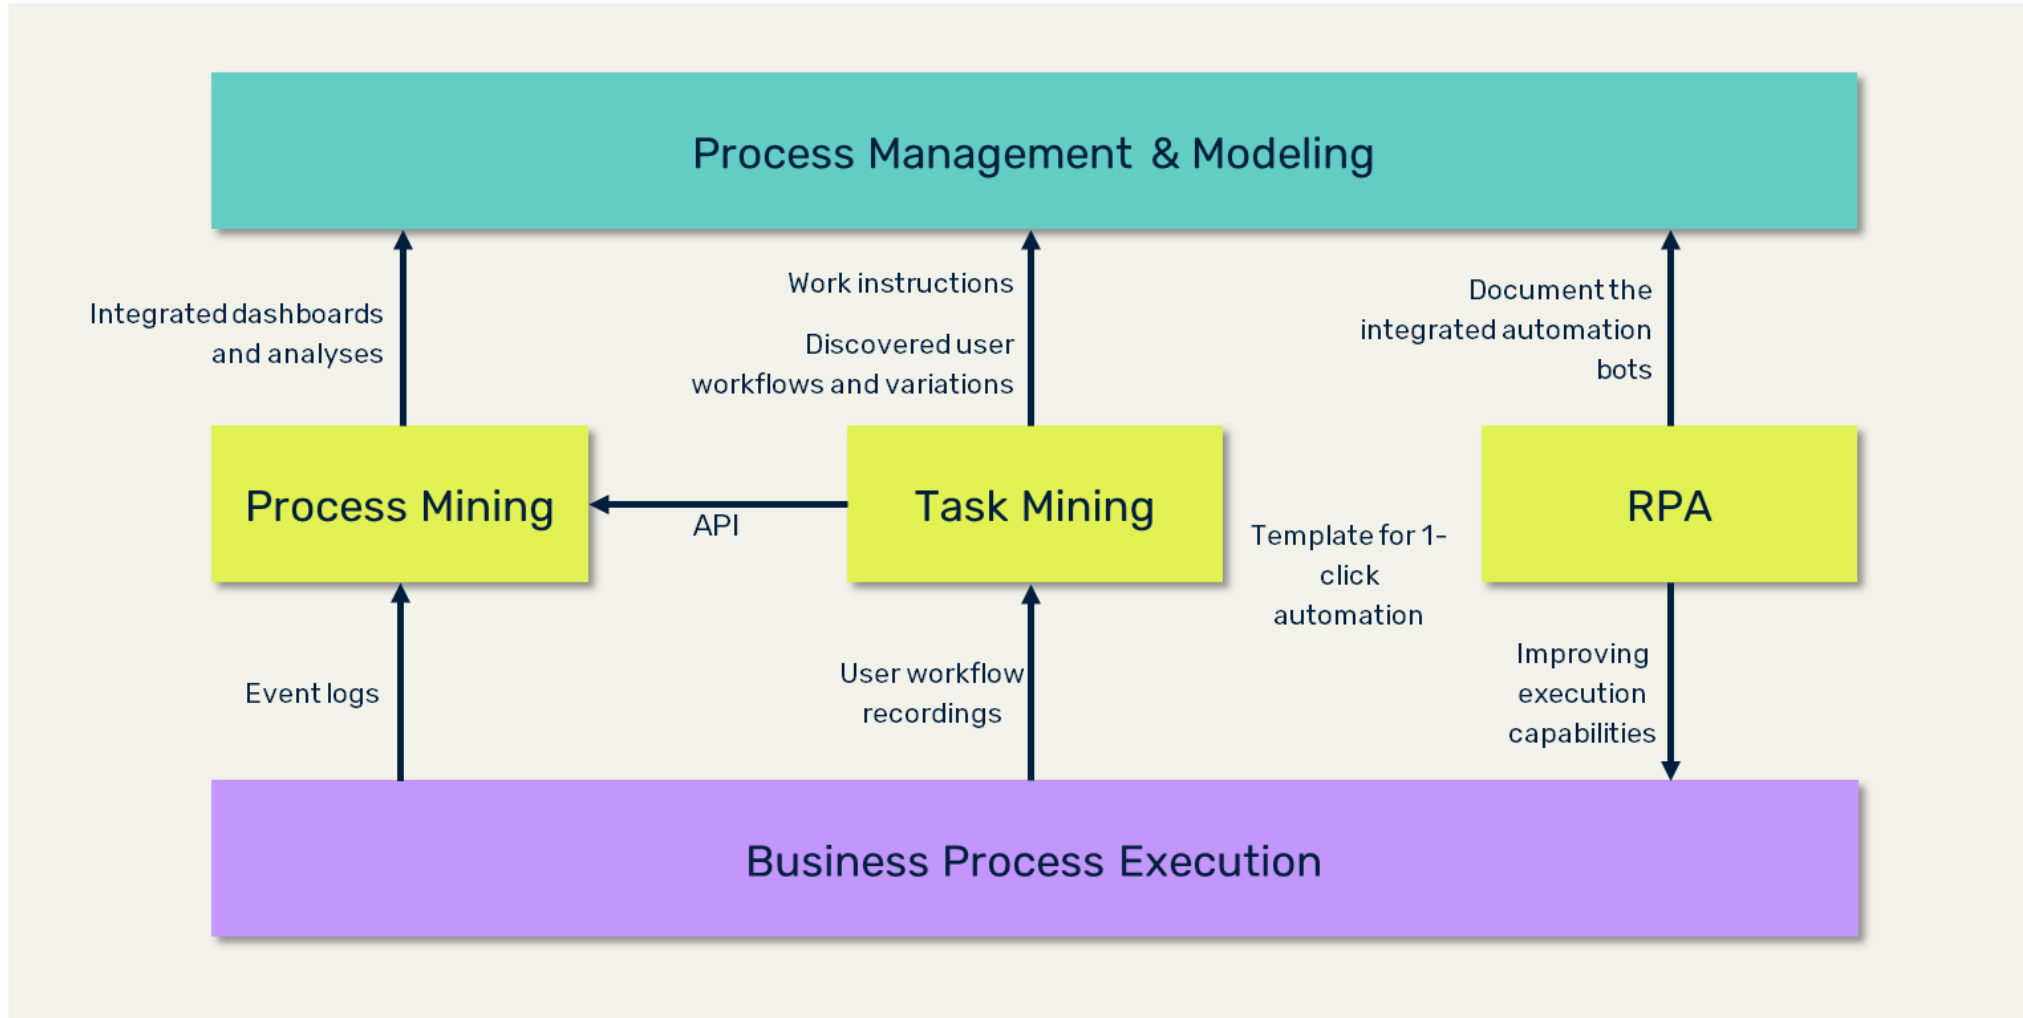 Process Management & Modeling
Integrated dashboards
and analyses
Work instructions
Discovered user
workflows and variations
Document the
integrated automation
bots
Process Mining
API
Task Mining
Template for 1-
click
automation
RPA
Event logs
User workflow
recordings
Improving
execution
capabilities
Business Process Execution